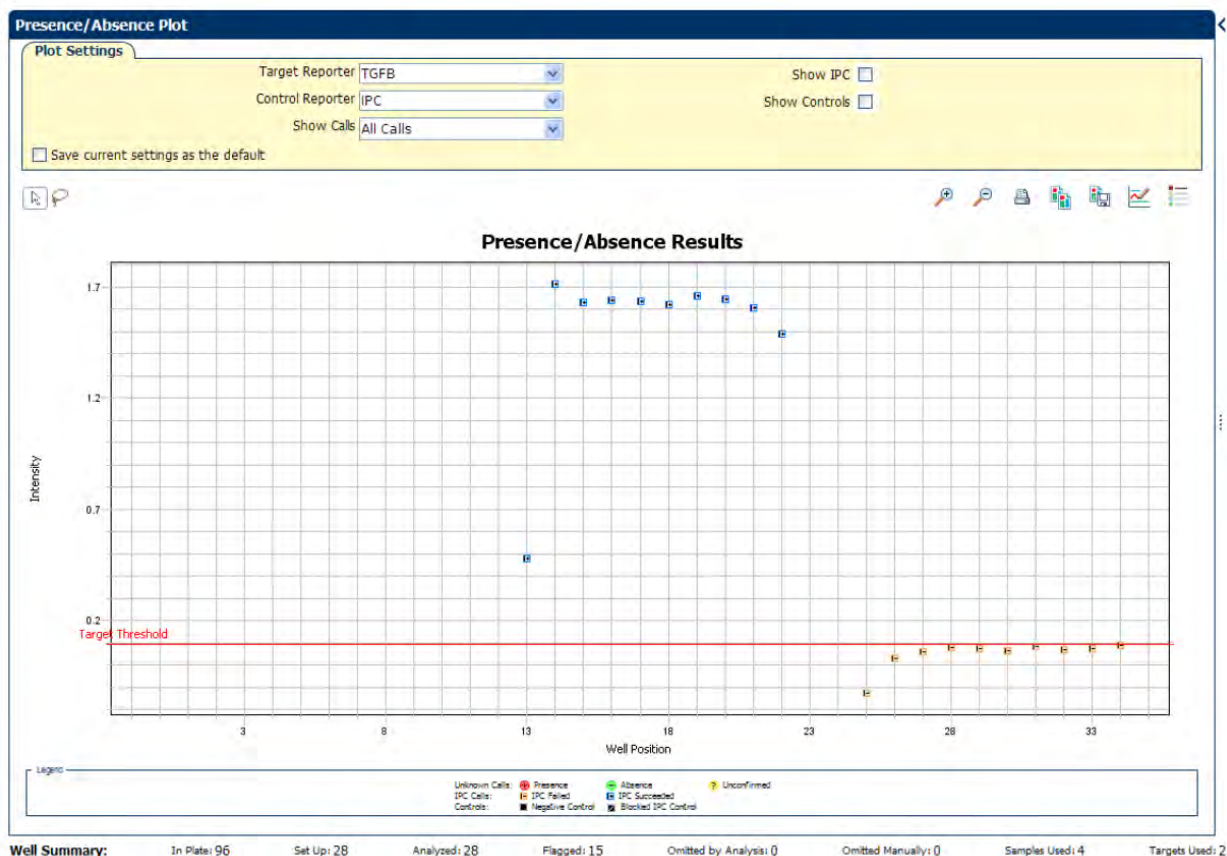 Presence/Absence Plot
Plot Settings
Target Reporter TGFB
Show IPC
Control Reporter IPC
Show Controls
Show Calls All Calls
Save current settings as the default
Presence/Absence Results
Intensity
1.7
1.2
0.7
0.2
Target Threshold
3 8 13 18 23 28 33
Well Position
Legend
Unknown Calls: Presence Absence ? Unconfirmed
IPC Calls: IPC Failed IPC Succeeded
Controls: Negative Control Blocked IPC Control
Well Summary: In Plate: 96 Set Up: 28 Analyzed: 28 Flagged: 15 Omitted by Analysis: 0 Omitted Manually: 0 Samples Used: 4 Targets Used: 2